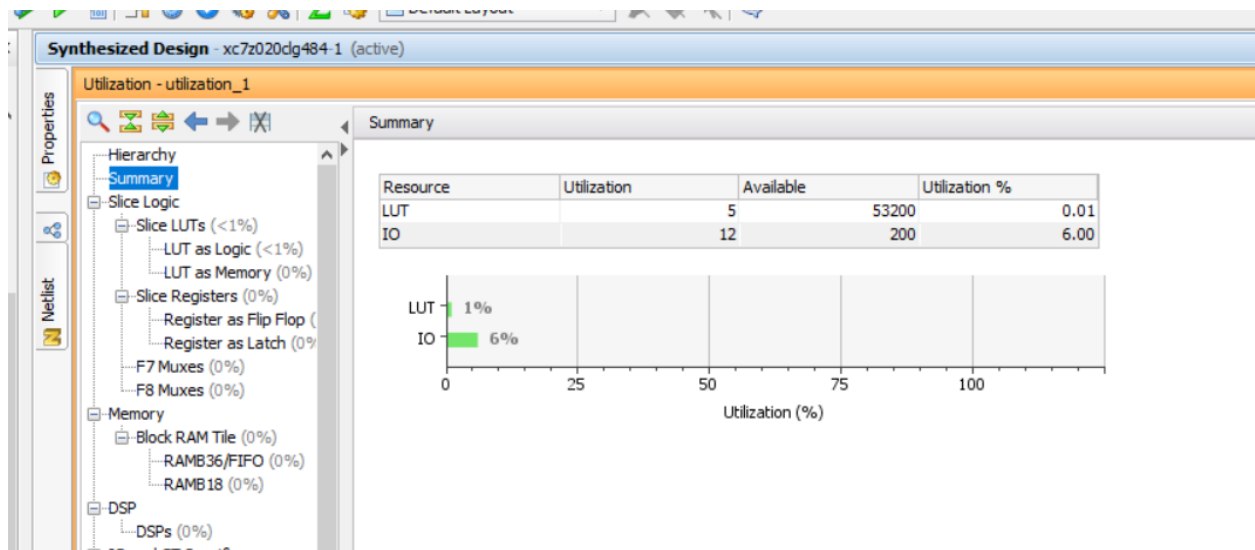 Default Layout
Synthesized Design - xc7z020clg484-1 (active)
Utilization - utilization_1
Properties
Netlist
Hierarchy
Summary
Slice Logic
Slice LUTs (<1%)
LUT as Logic (<1%)
LUT as Memory (0%)
Slice Registers (0%)
Register as Flip Flop (
Register as Latch (0%
F7 Muxes (0%)
F8 Muxes (0%)
Memory
Block RAM Tile (0%)
RAMB36/FIFO (0%)
RAMB18 (0%)
DSP
DSPs (0%)
Summary
Resource Utilization Available Utilization %
LUT 5 53200 0.01
IO 12 200 6.00
LUT 1%
IO 6%
0 25 50 75 100
Utilization (%)